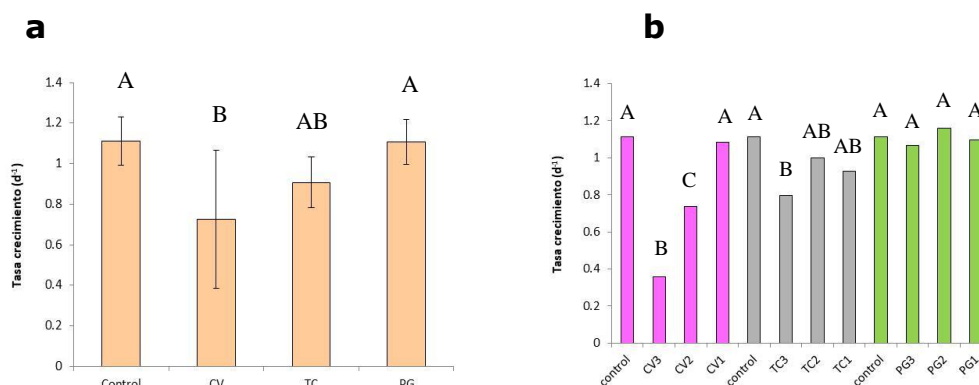 a
A
B
AB
A
Tasa crecimiento (d-1)
1.4
1.2
1
0.8
0.6
0.4
0.2
0
Control
CV
TC
PG
b
A
B
C
A
A
B
AB
AB
A
A
A
A
Tasa crecimiento (d-1)
1.4
1.2
1
0.8
0.6
0.4
0.2
0
control
CV3
CV2
CV1
control
TC3
TC2
TC1
control
PG3
PG2
PG1